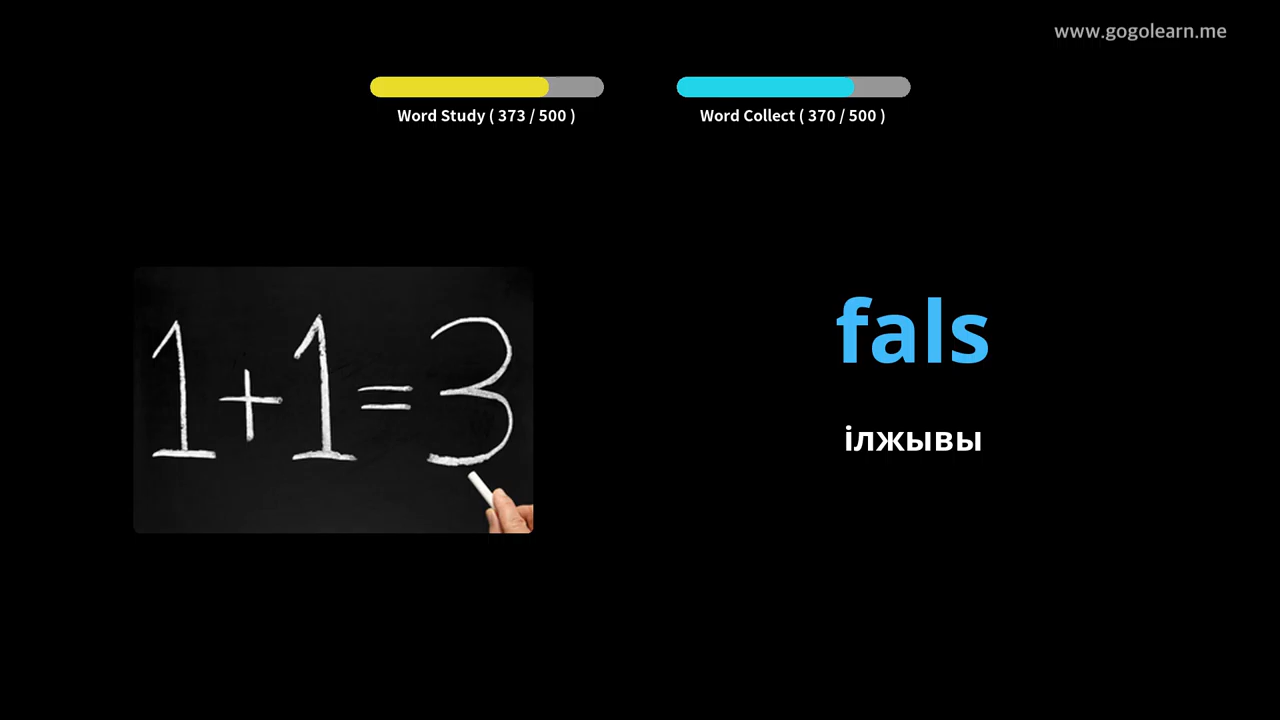 www.gogolearn.me
Word Study ( 373 / 500 )
Word Collect ( 370 / 500 )
1+1=3
fals
ілжывы